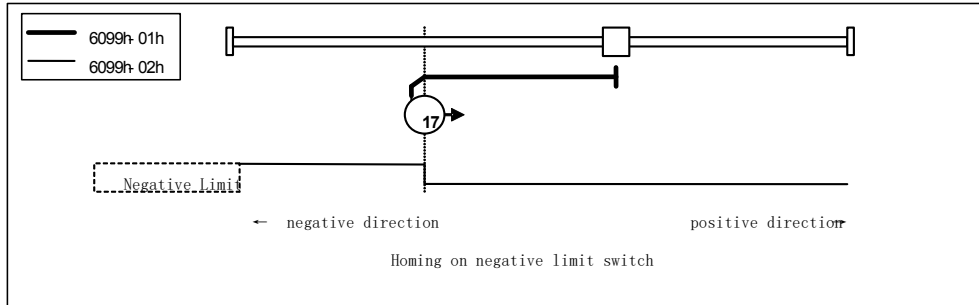 6099h-01h
6099h-02h
17
Negative Limit
← negative direction
positive direction→
Homing on negative limit switch